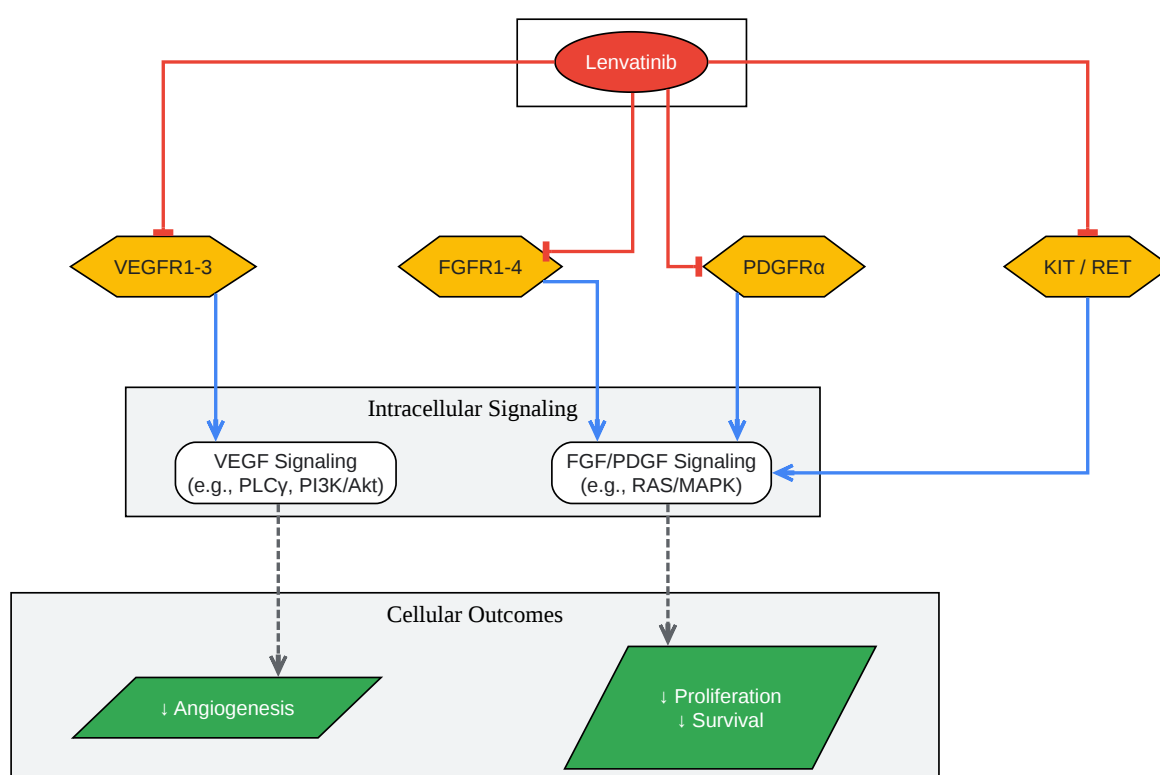 Lenvatinib
VEGFR1-3
FGFR1-4
PDGFRα
KIT / RET
Intracellular Signaling
VEGF Signaling
(e.g., PLCγ, PI3K/Akt)
FGF/PDGF Signaling
(e.g., RAS/MAPK)
Cellular Outcomes
↓ Angiogenesis
↓ Proliferation
↓ Survival